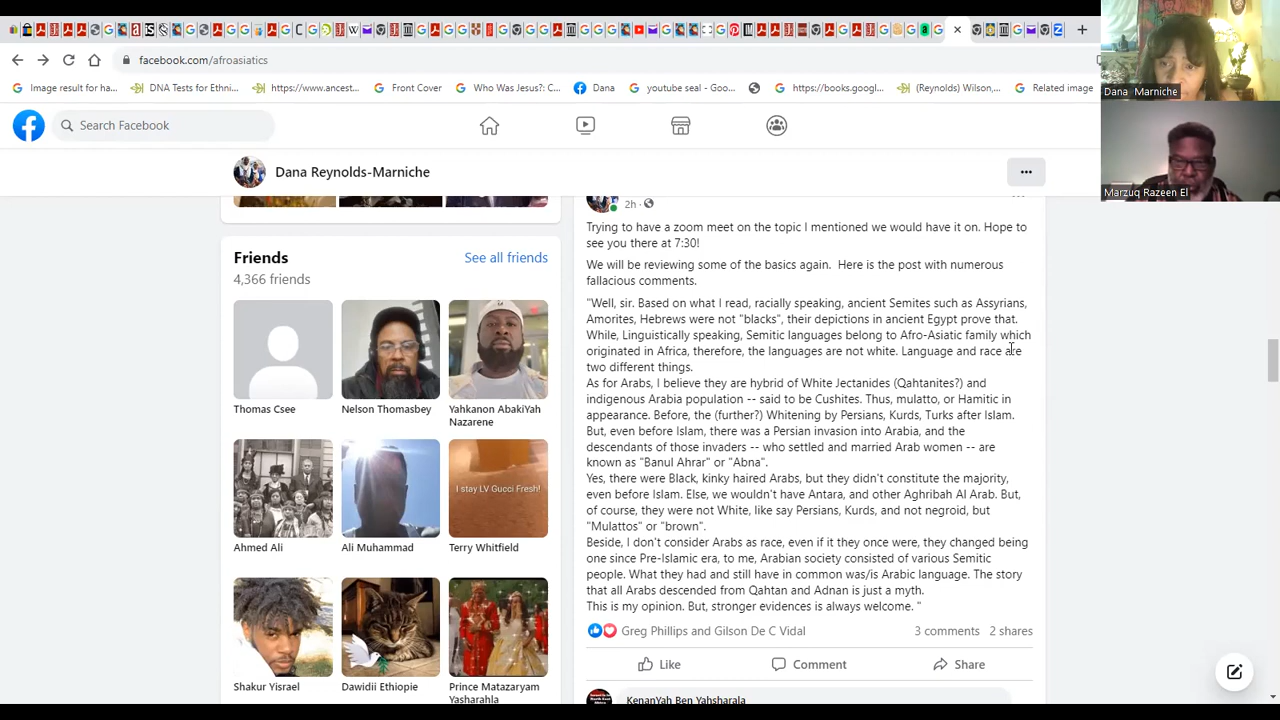 facebook.com/afroasiatics
Image result for ha...
DNA Tests for Ethni...
https://www.ancest...
Front Cover
Who Was Jesus?: C...
Dana
youtube seal - Goo...
https://books.googl...
(Reynolds) Wilson,...
Related image
Dana Marniche
Marzuq Razeen El
Search Facebook
Dana Reynolds-Marniche
Friends
See all friends
4,366 friends
Thomas Csee
Nelson Thomasbey
Yahkanon AbakiYah
Nazarene
I stay LV Gucci Fresh!
Ahmed Ali
Ali Muhammad
Terry Whitfield
Shakur Yisrael
Dawidii Ethiopie
Prince Matazaryam
Yasharahla
2h ·
Trying to have a zoom meet on the topic I mentioned we would have it on. Hope to
see you there at 7:30!
We will be reviewing some of the basics again. Here is the post with numerous
fallacious comments.
"Well, sir. Based on what I read, racially speaking, ancient Semites such as Assyrians,
Amorites, Hebrews were not "blacks", their depictions in ancient Egypt prove that.
While, Linguistically speaking, Semitic languages belong to Afro-Asiatic family which
originated in Africa, therefore, the languages are not white. Language and race are
two different things.
As for Arabs, I believe they are hybrid of White Jectanides (Qahtanites?) and
indigenous Arabia population -- said to be Cushites. Thus, mulatto, or Hamitic in
appearance. Before, the (further?) Whitening by Persians, Kurds, Turks after Islam.
But, even before Islam, there was a Persian invasion into Arabia, and the
descendants of those invaders -- who settled and married Arab women -- are
known as "Banul Ahrar" or "Abna".
Yes, there were Black, kinky haired Arabs, but they didn't constitute the majority,
even before Islam. Else, we wouldn't have Antara, and other Aghribah Al Arab. But,
of course, they were not White, like say Persians, Kurds, and not negroid, but
"Mulattos" or "brown".
Beside, I don't consider Arabs as race, even if it they once were, they changed being
one since Pre-Islamic era, to me, Arabian society consisted of various Semitic
people. What they had and still have in common was/is Arabic language. The story
that all Arabs descended from Qahtan and Adnan is just a myth.
This is my opinion. But, stronger evidences is always welcome. "
Greg Phillips and Gilson De C Vidal
3 comments 2 shares
Like
Comment
Share
KenanYah Ben Yahsharala